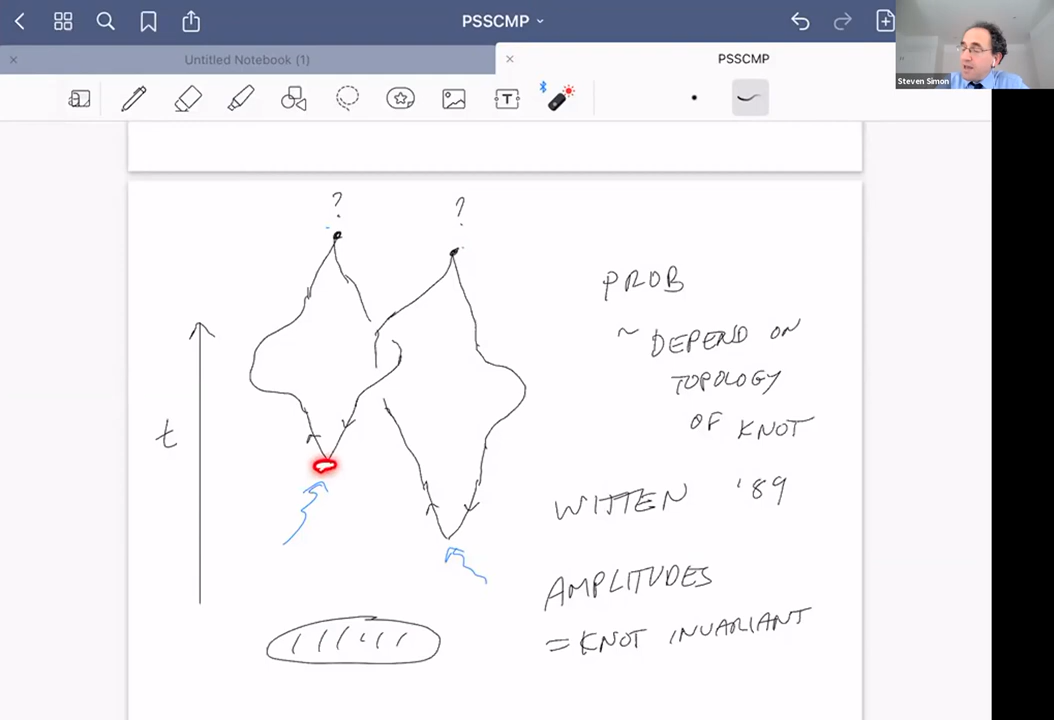 PSSCMP
Untitled Notebook (1)
PSSCMP
Steven Simon
T
? ?
PROB
~ DEPEND ON
TOPOLOGY
OF KNOT
t
WITTEN '89
AMPLITUDES
= KNOT INVARIANT